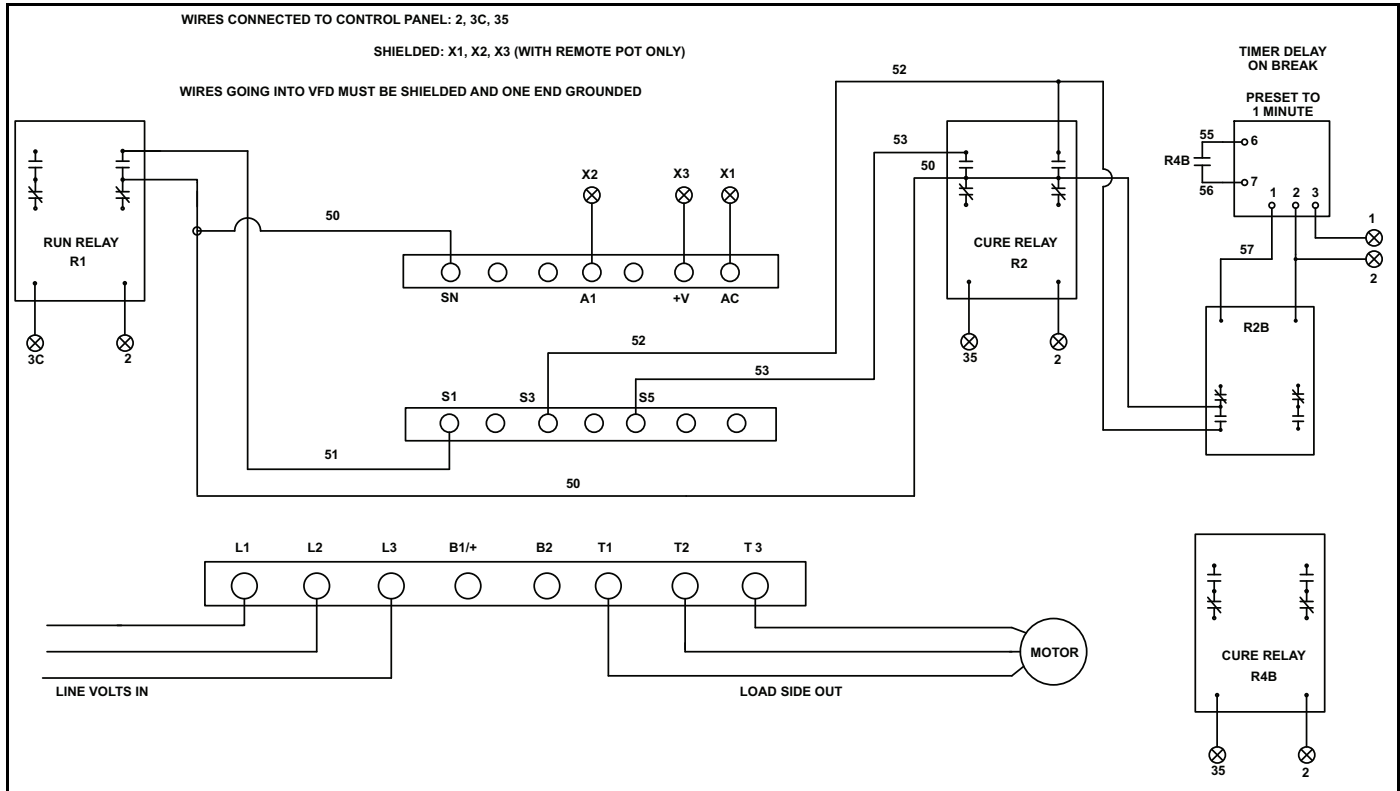 WIRES CONNECTED TO CONTROL PANEL: 2, 3C, 35
SHIELDED: X1, X2, X3 (WITH REMOTE POT ONLY)
WIRES GOING INTO VFD MUST BE SHIELDED AND ONE END GROUNDED
TIMER DELAY
ON BREAK
PRESET TO
1 MINUTE
52
53
50
55
R4B
56
6
7
1 2 3
1
2
57
X2 X3 X1
50
RUN RELAY
R1
3C 2
SN A1 +V AC
CURE RELAY
R2
35 2
R2B
52
53
S1 S3 S5
51
50
L1 L2 L3 B1/+ B2 T1 T2 T 3
MOTOR
LINE VOLTS IN
LOAD SIDE OUT
CURE RELAY
R4B
35 2